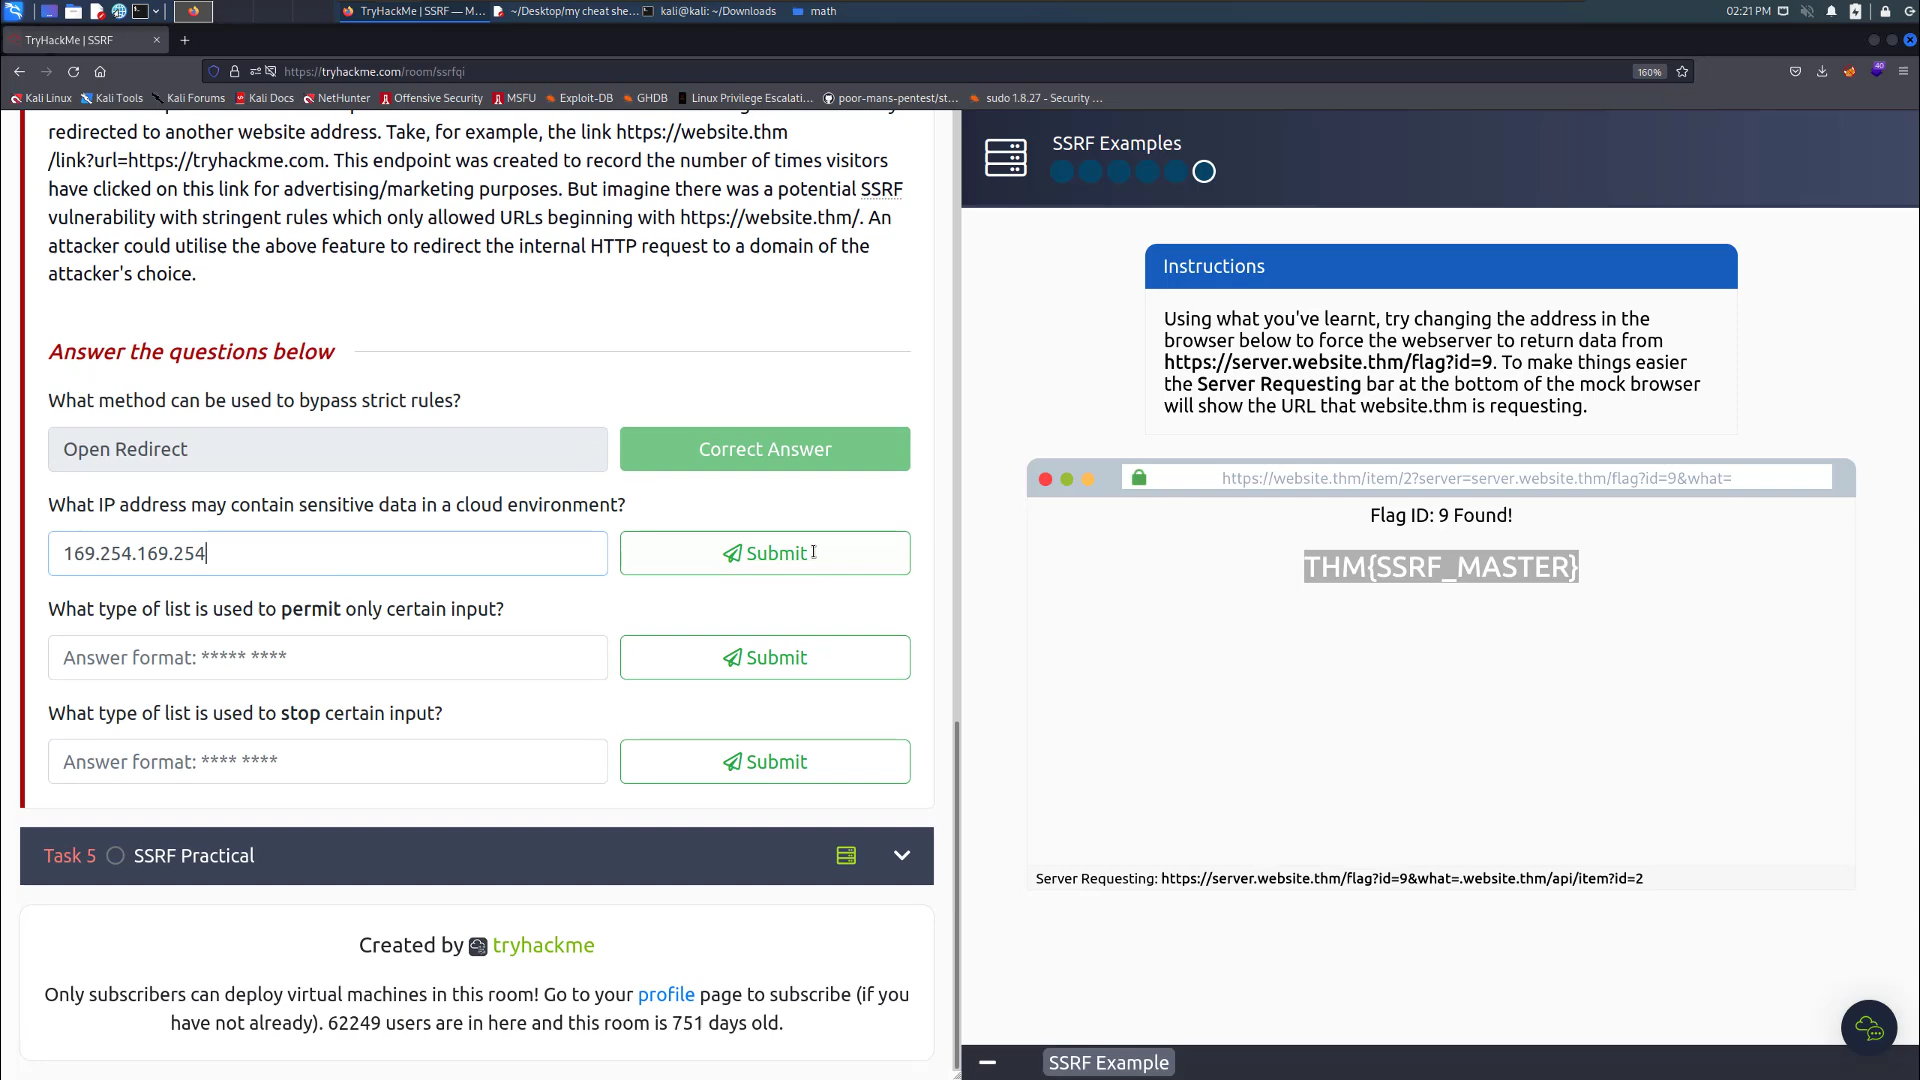 TryHackMe | SSRF — M...
~/Desktop/my cheat she...
kali@kali: ~/Downloads
math
02:21 PM
TryHackMe | SSRF
https://tryhackme.com/room/ssrfqi
160%
40
Kali Linux
Kali Tools
Kali Forums
Kali Docs
NetHunter
Offensive Security
MSFU
Exploit-DB
GHDB
Linux Privilege Escalati...
poor-mans-pentest/st...
sudo 1.8.27 - Security ...
redirected to another website address. Take, for example, the link https://website.thm
/link?url=https://tryhackme.com. This endpoint was created to record the number of times visitors
have clicked on this link for advertising/marketing purposes. But imagine there was a potential SSRF
vulnerability with stringent rules which only allowed URLs beginning with https://website.thm/. An
attacker could utilise the above feature to redirect the internal HTTP request to a domain of the
attacker's choice.
Answer the questions below
What method can be used to bypass strict rules?
Open Redirect
Correct Answer
What IP address may contain sensitive data in a cloud environment?
169.254.169.254
Submit
What type of list is used to permit only certain input?
Answer format: ***** ****
Submit
What type of list is used to stop certain input?
Answer format: **** ****
Submit
Task 5
SSRF Practical
Created by tryhackme
Only subscribers can deploy virtual machines in this room! Go to your profile page to subscribe (if you
have not already). 62249 users are in here and this room is 751 days old.
SSRF Examples
Instructions
Using what you've learnt, try changing the address in the
browser below to force the webserver to return data from
https://server.website.thm/flag?id=9. To make things easier
the Server Requesting bar at the bottom of the mock browser
will show the URL that website.thm is requesting.
https://website.thm/item/2?server=server.website.thm/flag?id=9&what=
Flag ID: 9 Found!
THM{SSRF_MASTER}
Server Requesting: https://server.website.thm/flag?id=9&what=.website.thm/api/item?id=2
SSRF Example